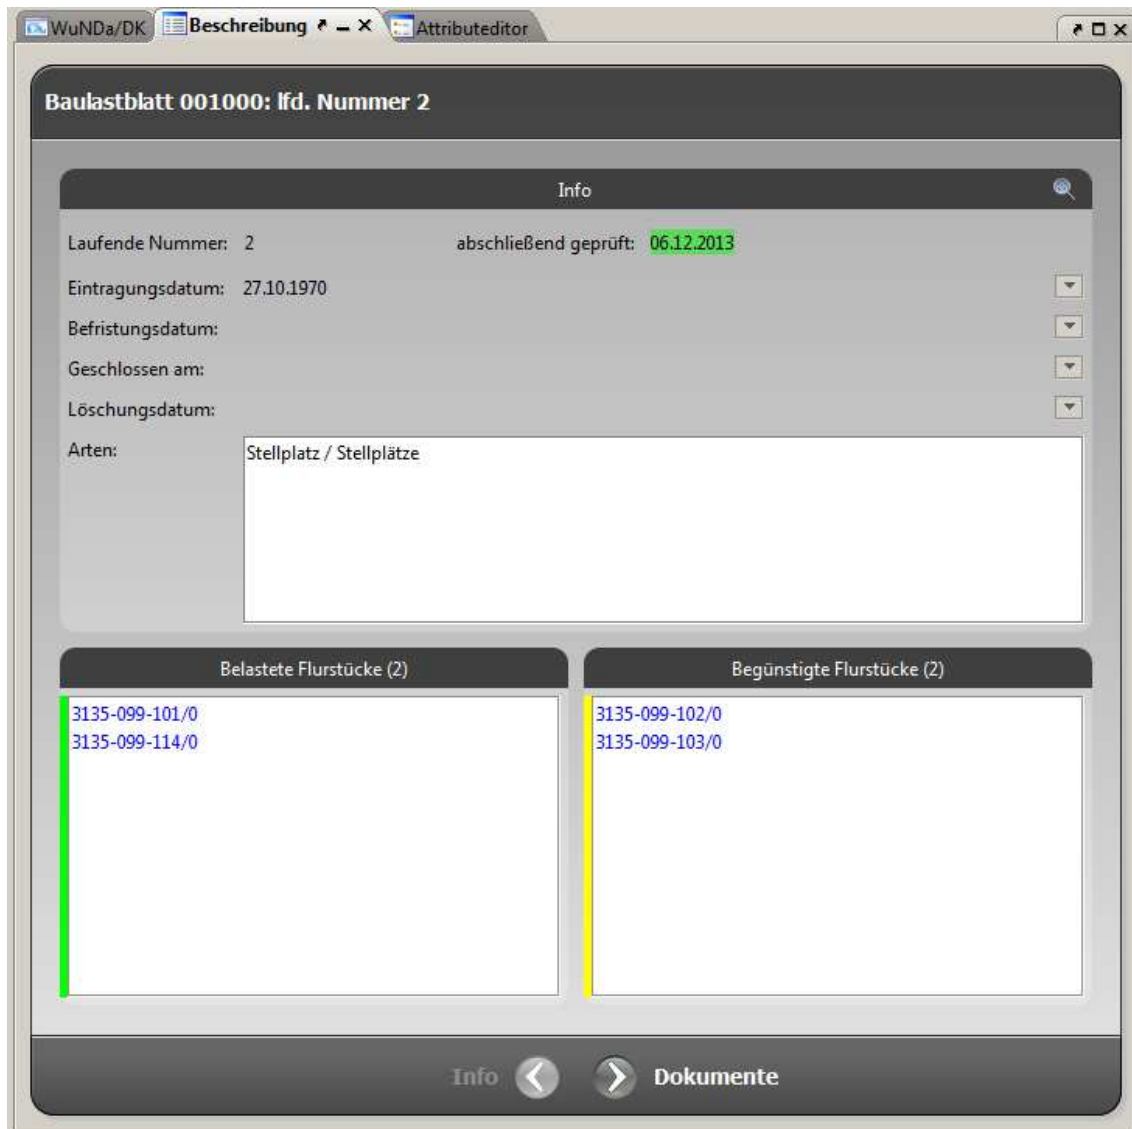 WuNDa/DK Beschreibung Attributeditor
Baulastblatt 001000: lfd. Nummer 2
Info
Laufende Nummer: 2 abschließend geprüft: 06.12.2013
Eintragungsdatum: 27.10.1970
Befristungsdatum:
Geschlossen am:
Löschungsdatum:
Arten: Stellplatz / Stellplätze
Belastete Flurstücke (2) Begünstigte Flurstücke (2)
3135-099-101/0 3135-099-102/0
3135-099-114/0 3135-099-103/0
Info Dokumente